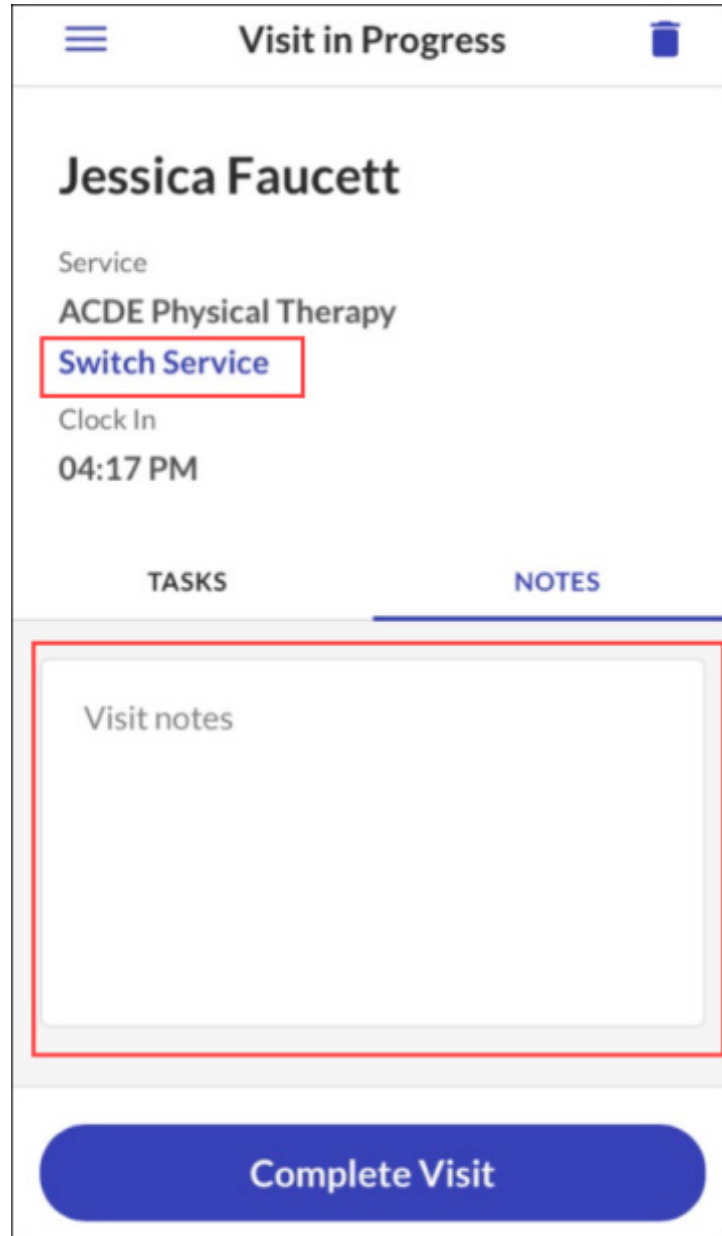 Visit in Progress
Jessica Faucett
Service
ACDE Physical Therapy
Switch Service
Clock In
04:17 PM
TASKS NOTES
Visit notes
Complete Visit